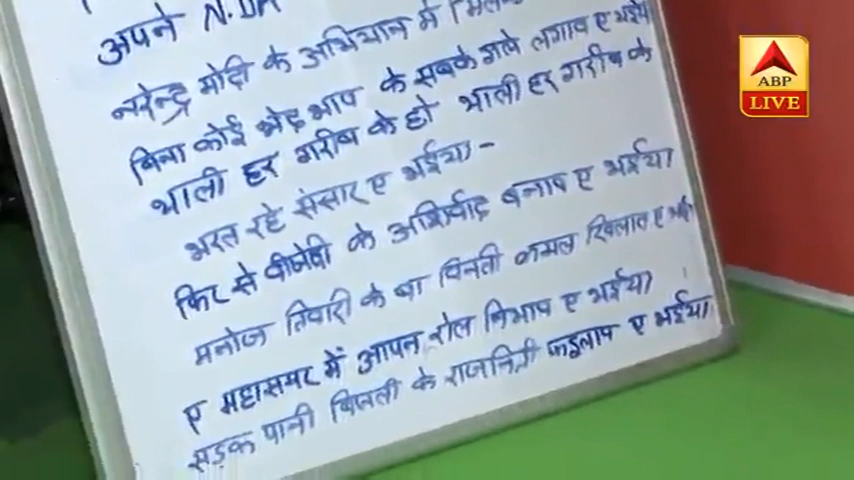 अपने N.DA
नरेन्द्र मोदी के अभियान में
बिना कोई भेद भाव के सबके गले लगाव ए भईया
थाली हर गरीब के हो थाली हर गरीब के
भरत रहे संसार ए भईया -
फिर से बीजेपी के आशिर्वाद बनाव ए भईया
मनोज तिवारी के बा विनती कमल खिलाव ए भईया
ए महासमर में आपन रोल निभाव ए भईया
सड़क पानी बिजली के राजनिती कइलाव ए भईया
ABP
LIVE